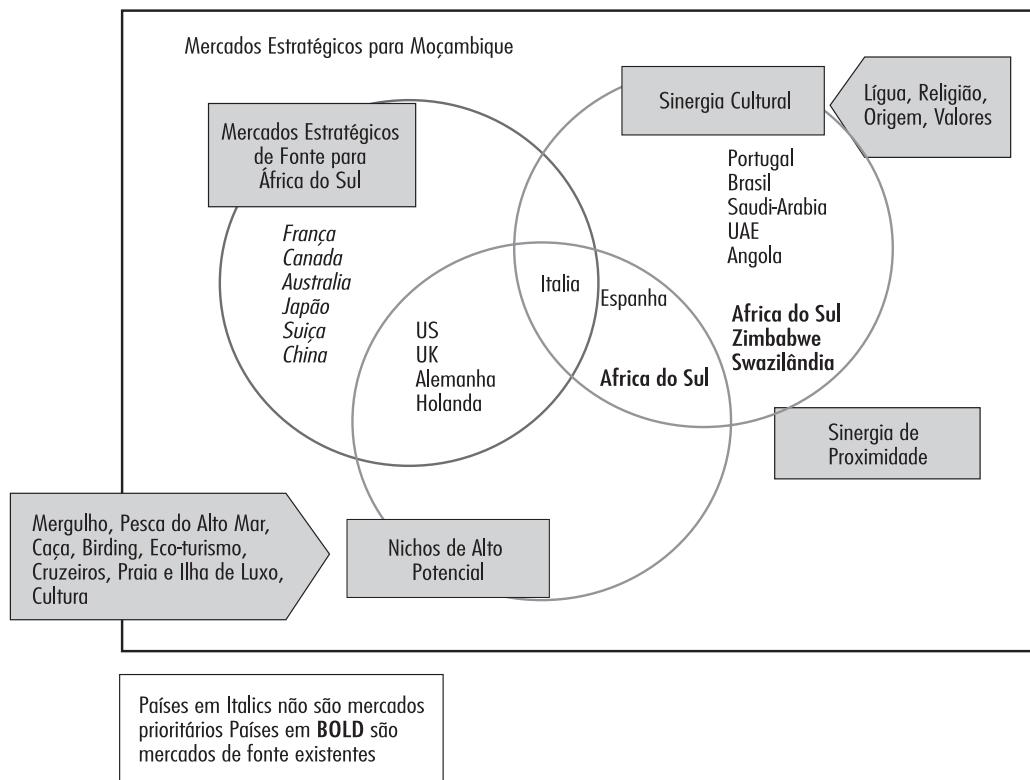 Mercados Estratégicos para Moçambique
Mercados Estratégicos
de Fonte para
África do Sul
Sinergia Cultural
Lígua, Religião,
Origem, Valores
França
Canada
Australia
Japão
Suiça
China
US
UK
Alemanha
Holanda
Italia
Espanha
Africa do Sul
Portugal
Brasil
Saudi-Arabia
UAE
Angola
Africa do Sul
Zimbabwe
Swazilândia
Sinergia de
Proximidade
Mergulho, Pesca do Alto Mar,
Caça, Birding, Eco-turismo,
Cruzeiros, Praia e Ilha de Luxo,
Cultura
Nichos de Alto
Potencial
Países em Italics não são mercados
prioritários Países em BOLD são
mercados de fonte existentes